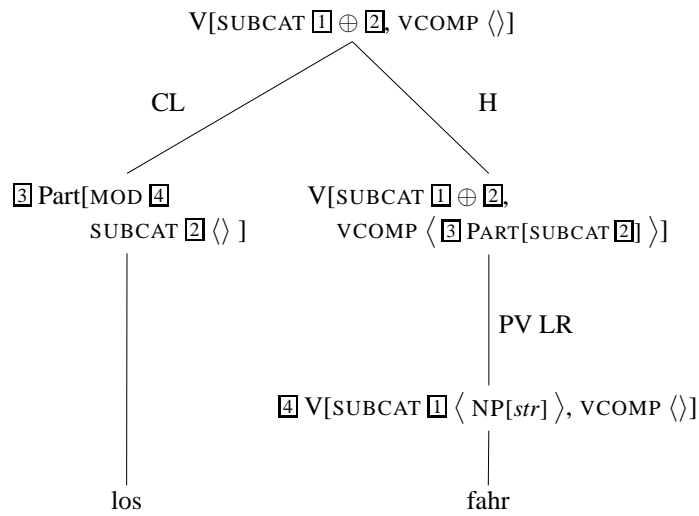 V[SUBCAT 1 ⊕ 2, VCOMP ⟨⟩]
CL H
3 Part[MOD 4 V[SUBCAT 1 ⊕ 2,
SUBCAT 2 ⟨⟩ ] VCOMP ⟨ 3 PART[SUBCAT 2] ⟩]
PV LR
4 V[SUBCAT 1 ⟨ NP[str] ⟩, VCOMP ⟨⟩]
los fahr